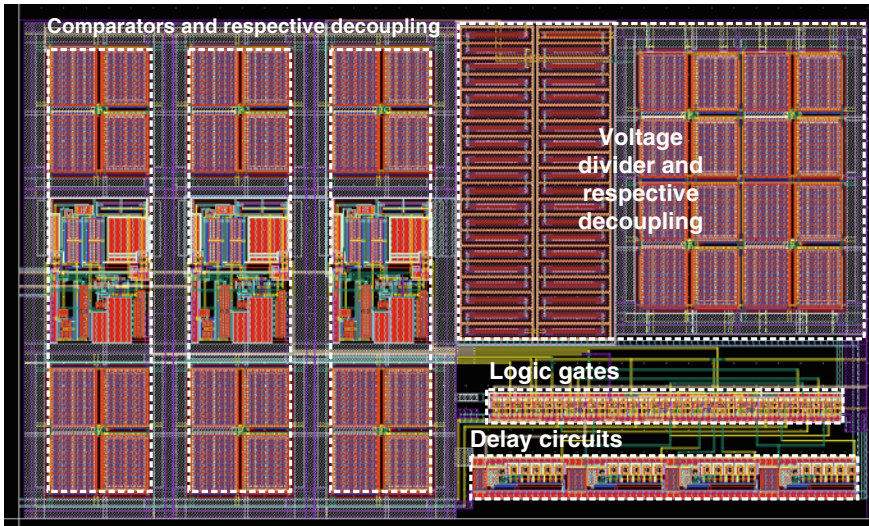 Comparators and respective decoupling
Voltage
divider and
respective
decoupling
Logic gates
Delay circuits